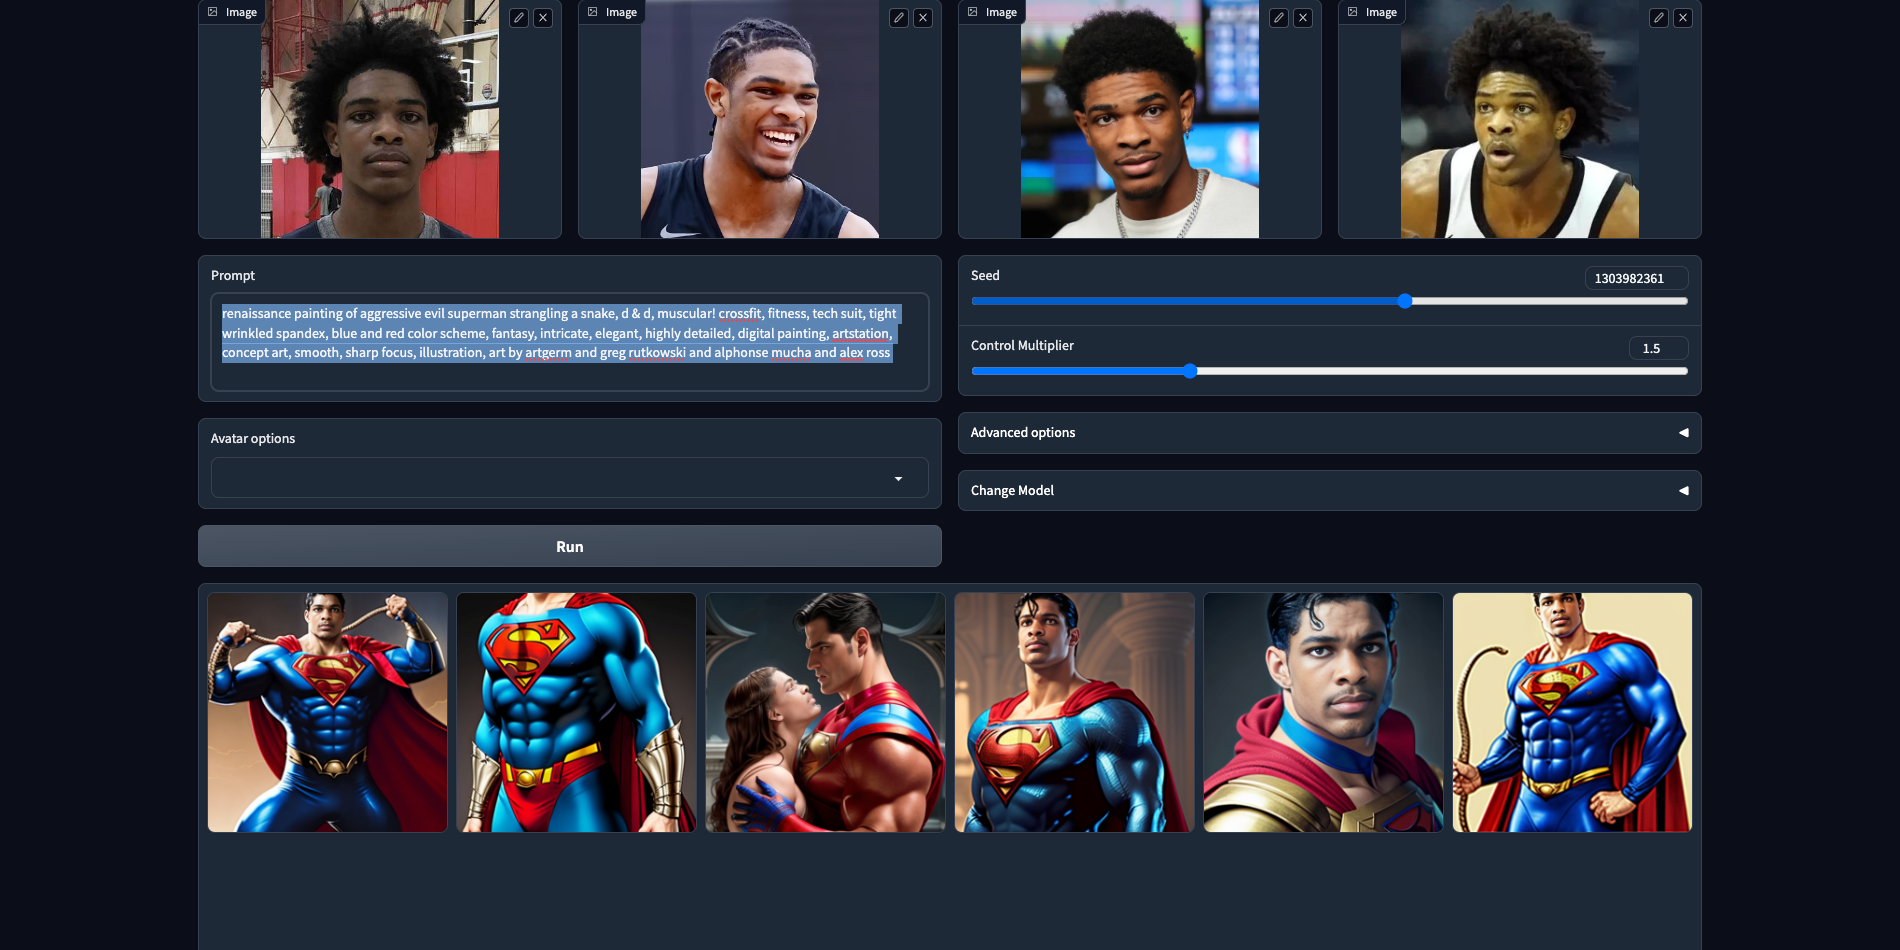 Image
Image
Image
Image
Prompt
renaissance painting of aggressive evil superman strangling a snake, d & d, muscular! crossfit, fitness, tech suit, tight
wrinkled spandex, blue and red color scheme, fantasy, intricate, elegant, highly detailed, digital painting, artstation,
concept art, smooth, sharp focus, illustration, art by artgerm and greg rutkowski and alphonse mucha and alex ross
Seed
1303982361
Control Multiplier
1.5
Avatar options
Advanced options
Change Model
Run